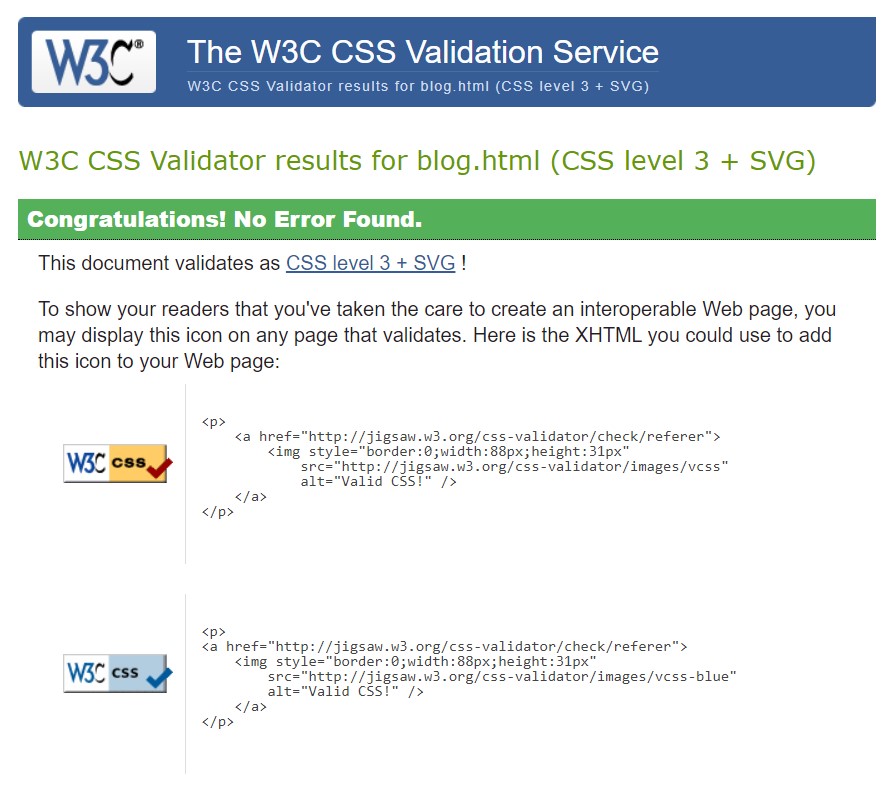 W3C®
The W3C CSS Validation Service
W3C CSS Validator results for blog.html (CSS level 3 + SVG)
W3C CSS Validator results for blog.html (CSS level 3 + SVG)
Congratulations! No Error Found.
This document validates as CSS level 3 + SVG !
To show your readers that you've taken the care to create an interoperable Web page, you
may display this icon on any page that validates. Here is the XHTML you could use to add
this icon to your Web page:
W3C css
<p>
    <a href="http://jigsaw.w3.org/css-validator/check/referer">
        <img style="border:0;width:88px;height:31px"
            src="http://jigsaw.w3.org/css-validator/images/vcss"
            alt="Valid CSS!" />
    </a>
</p>
W3C css
<p>
<a href="http://jigsaw.w3.org/css-validator/check/referer">
    <img style="border:0;width:88px;height:31px"
        src="http://jigsaw.w3.org/css-validator/images/vcss-blue"
        alt="Valid CSS!" />
    </a>
</p>